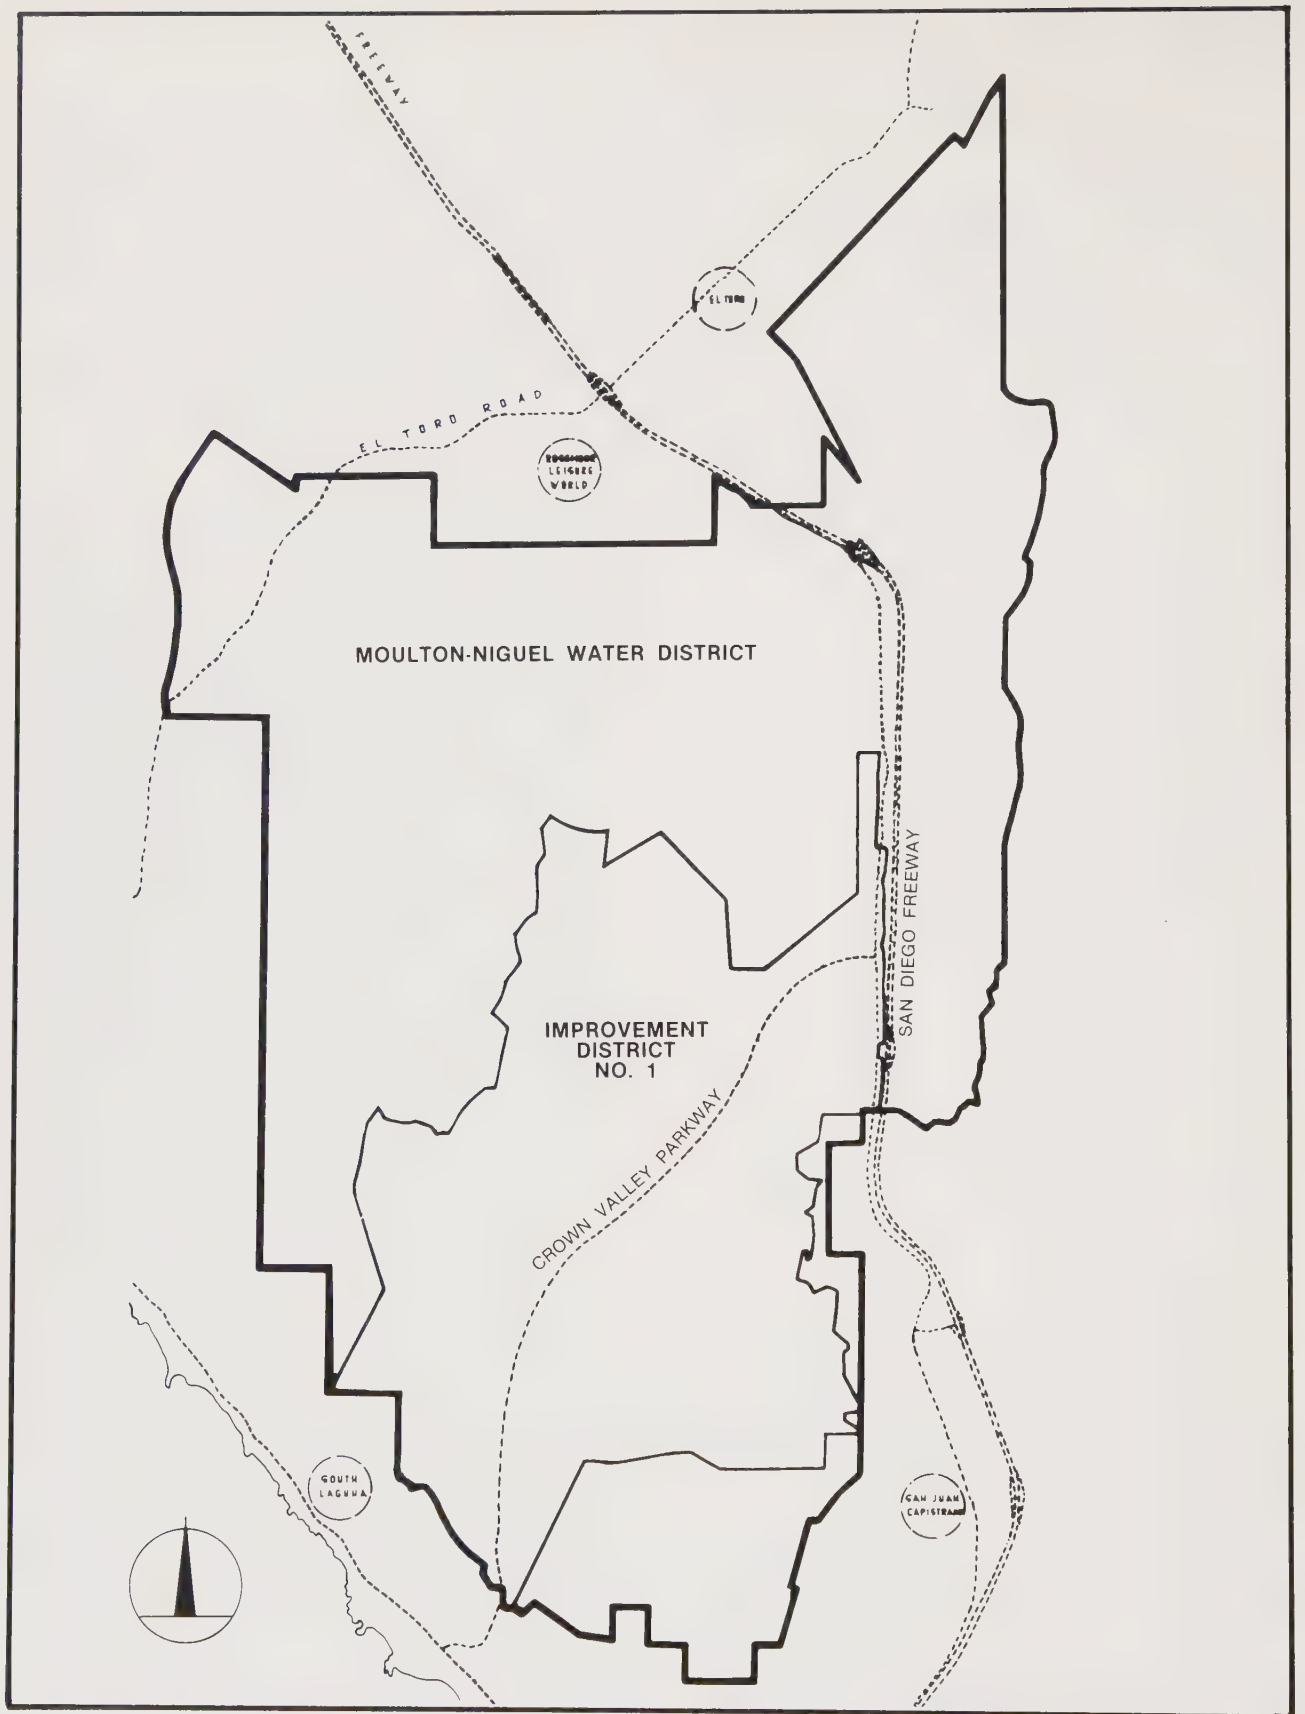 FREEWAY
EL TORO
EL TORO ROAD
ROSSMOOR
LEISURE
WORLD
MOULTON-NIGUEL WATER DISTRICT
SAN DIEGO FREEWAY
IMPROVEMENT
DISTRICT
NO. 1
CROWN VALLEY PARKWAY
SOUTH
LAGUNA
SAN JUAN
CAPISTRANO